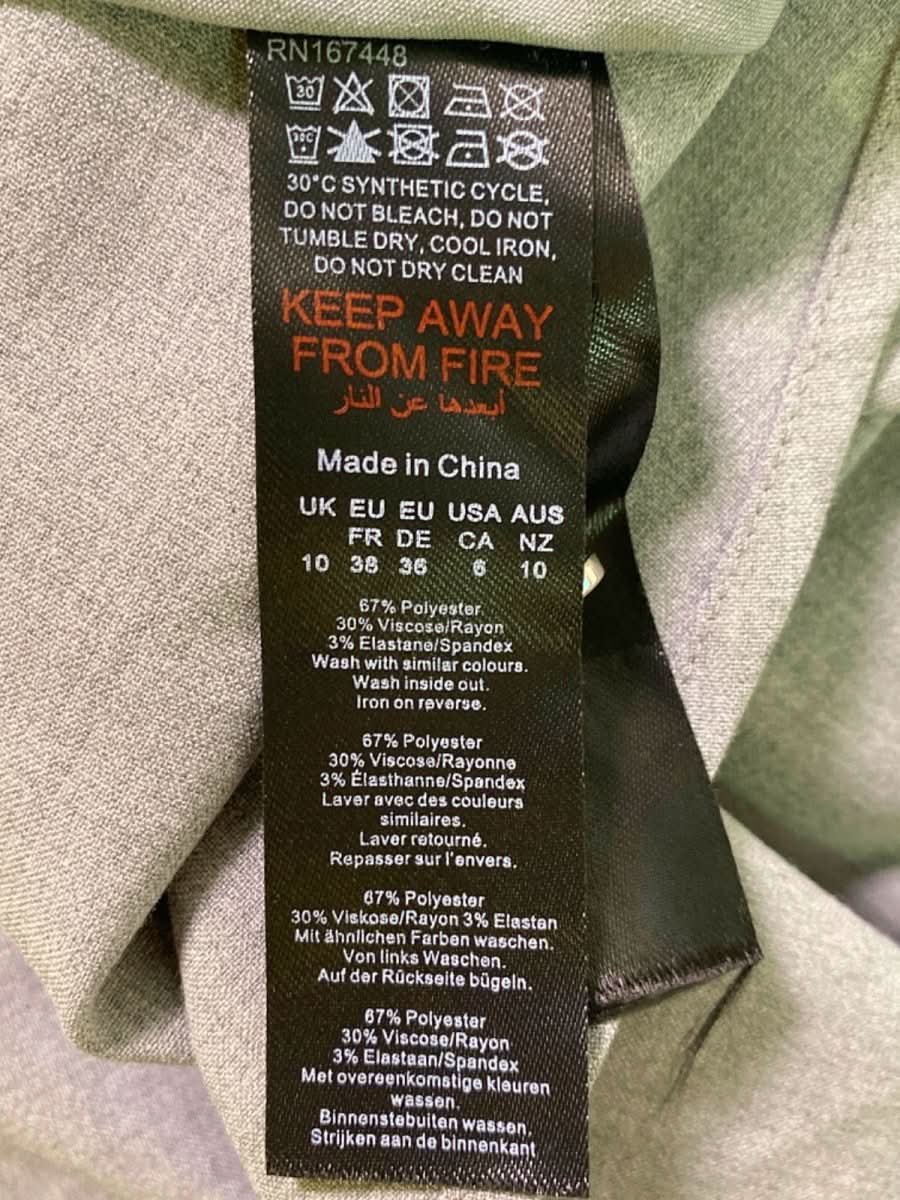 RN167448
30
30C
30°C SYNTHETIC CYCLE,
DO NOT BLEACH, DO NOT
TUMBLE DRY, COOL IRON,
DO NOT DRY CLEAN
KEEP AWAY
FROM FIRE
أبعدها عن النار
Made in China
UK EU EU USA AUS
FR DE CA NZ
10 38 36 6 10
67% Polyester
30% Viscose/Rayon
3% Elastane/Spandex
Wash with similar colours.
Wash inside out.
Iron on reverse.
67% Polyester
30% Viscose/Rayonne
3% Élasthanne/Spandex
Laver avec des couleurs
similaires.
Laver retourné.
Repasser sur l'envers.
67% Polyester
30% Viskose/Rayon 3% Elastan
Mit ähnlichen Farben waschen.
Von links Waschen.
Auf der Rückseite bügeln.
67% Polyester
30% Viscose/Rayon
3% Elastaan/Spandex
Met overeenkomstige kleuren
wassen.
Binnenstebuiten wassen.
Strijken aan de binnenkant